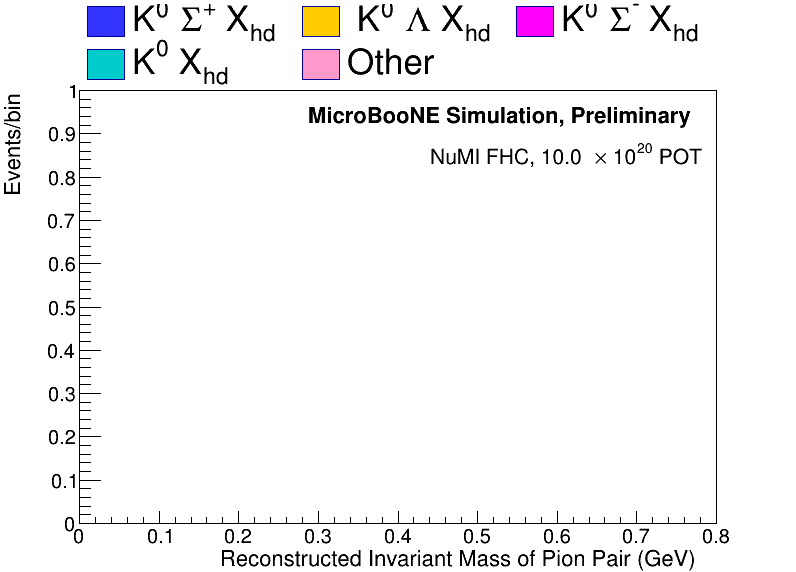 K⁰ Σ⁺ X_hd K⁰ Λ X_hd K⁰ Σ⁻ X_hd
K⁰ X_hd Other
MicroBooNE Simulation, Preliminary
NuMI FHC, 10.0 ×10²⁰ POT
Events/bin
1
0.9
0.8
0.7
0.6
0.5
0.4
0.3
0.2
0.1
0
0 0.1 0.2 0.3 0.4 0.5 0.6 0.7 0.8
Reconstructed Invariant Mass of Pion Pair (GeV)